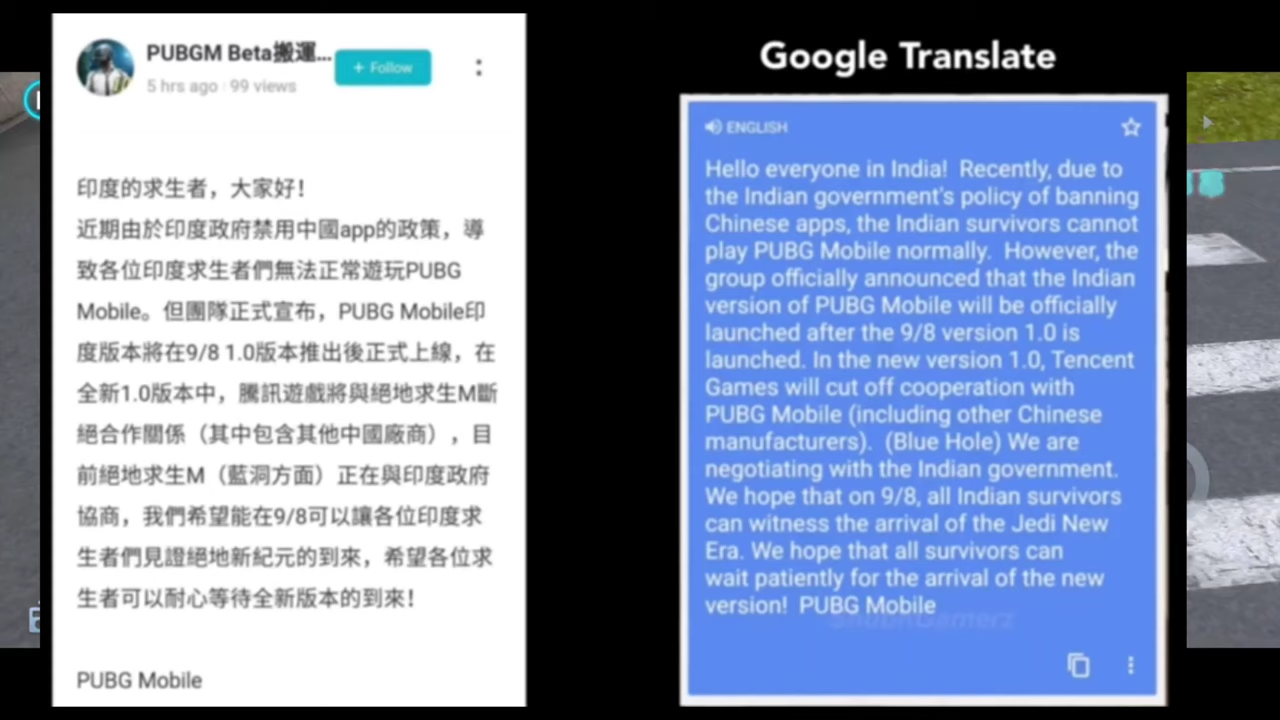 PUBGM Beta搬運...
+ Follow
5 hrs ago | 99 views
印度的求生者，大家好！
近期由於印度政府禁用中國app的政策，導
致各位印度求生者們無法正常遊玩PUBG
Mobile。但團隊正式宣布，PUBG Mobile印
度版本將在9/8 1.0版本推出後正式上線，在
全新1.0版本中，騰訊遊戲將與絕地求生M斷
絕合作關係（其中包含其他中國廠商），目
前絕地求生M（藍洞方面）正在與印度政府
協商，我們希望能在9/8可以讓各位印度求
生者們見證絕地新紀元的到來，希望各位求
生者可以耐心等待全新版本的到來！
PUBG Mobile
Google Translate
ENGLISH
Hello everyone in India! Recently, due to
the Indian government's policy of banning
Chinese apps, the Indian survivors cannot
play PUBG Mobile normally. However, the
group officially announced that the Indian
version of PUBG Mobile will be officially
launched after the 9/8 version 1.0 is
launched. In the new version 1.0, Tencent
Games will cut off cooperation with
PUBG Mobile (including other Chinese
manufacturers). (Blue Hole) We are
negotiating with the Indian government.
We hope that on 9/8, all Indian survivors
can witness the arrival of the Jedi New
Era. We hope that all survivors can
wait patiently for the arrival of the new
version! PUBG Mobile